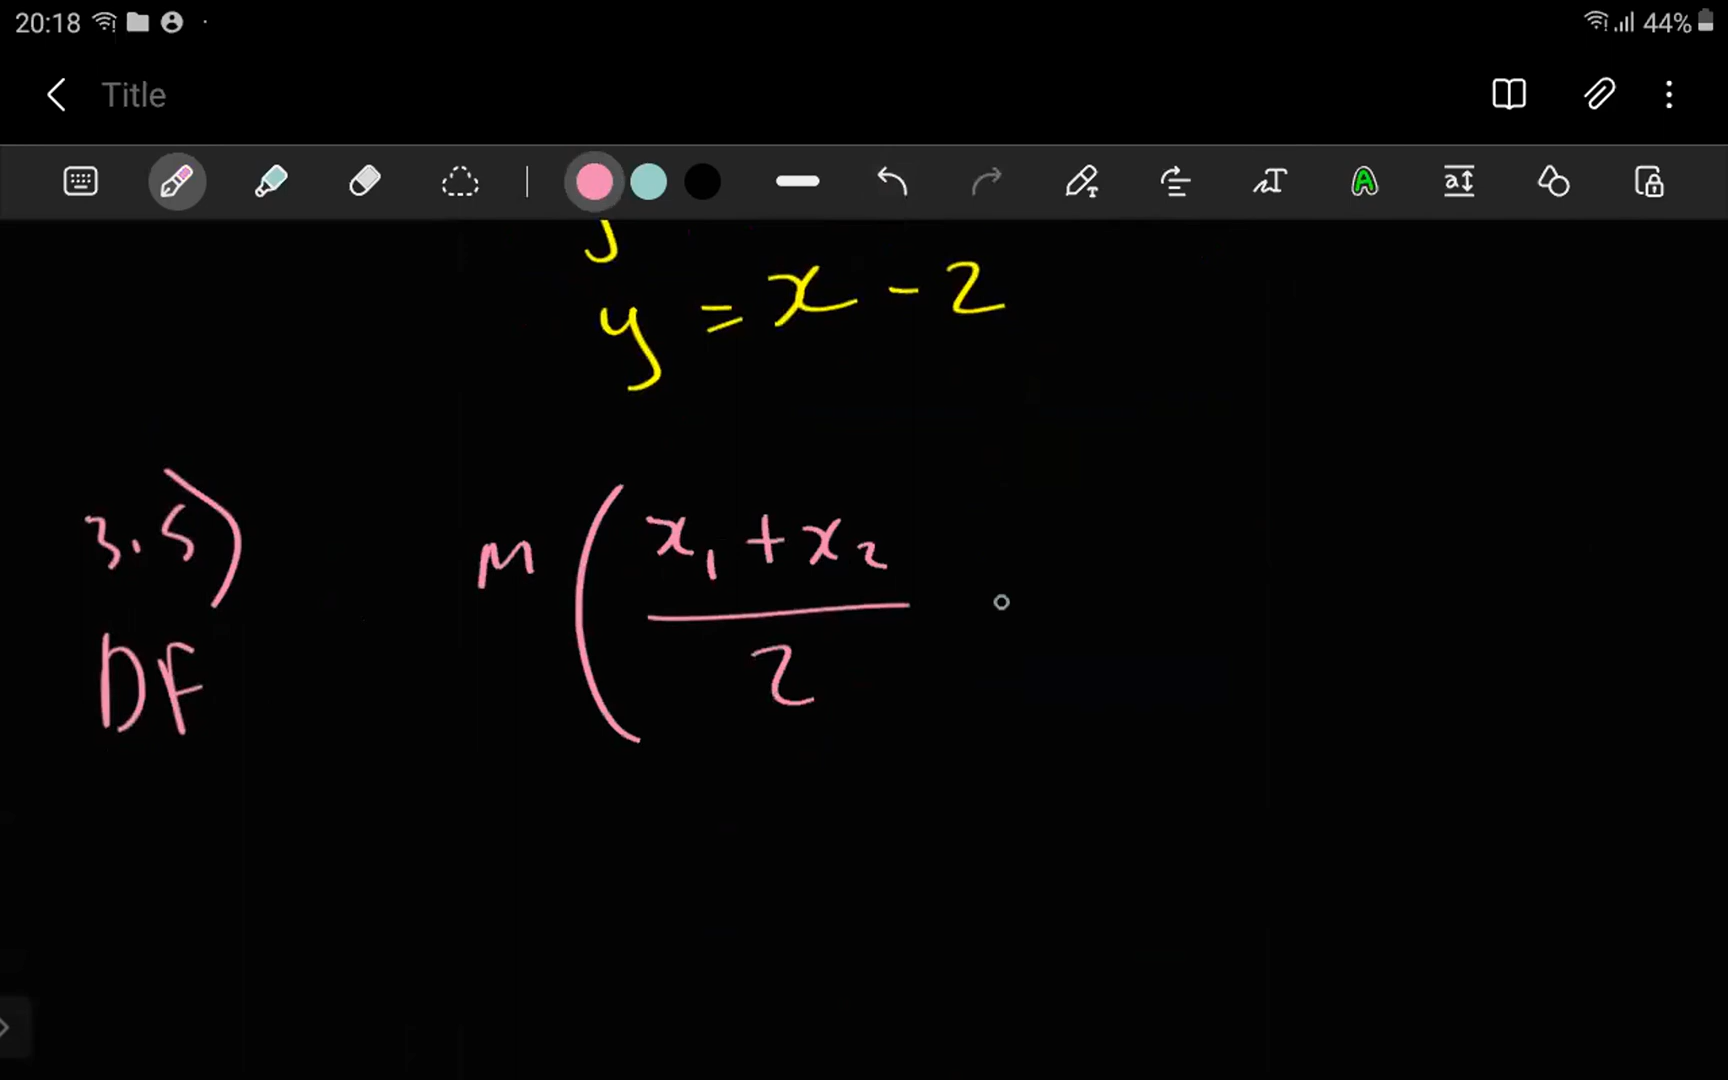 20:18
44%
Title
y = x - 2
3.5)
M ( x₁ + x₂ / 2
DF